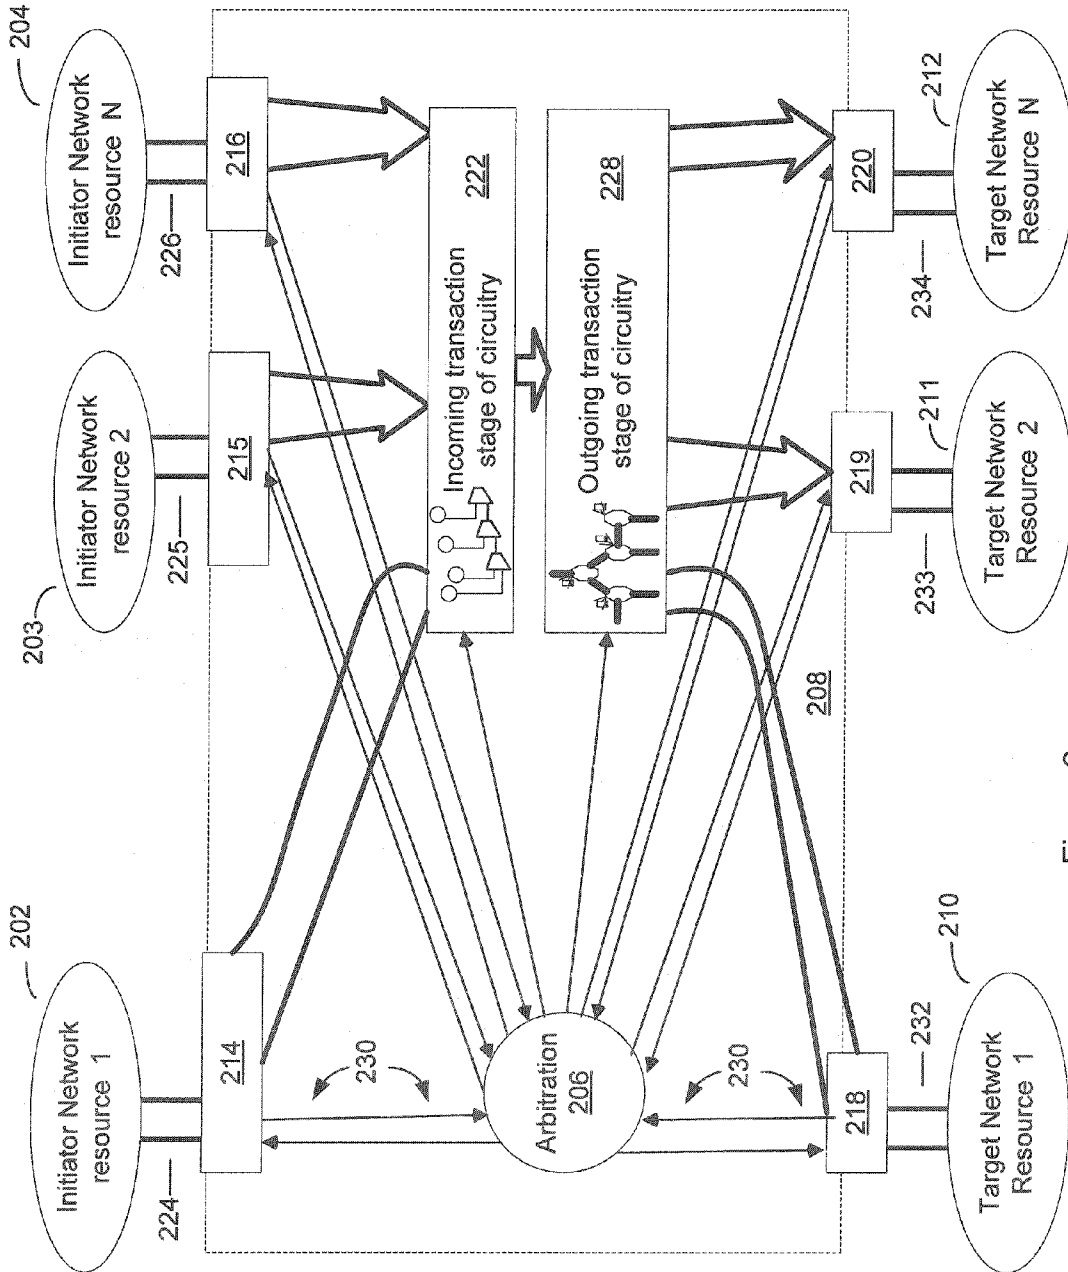 202
203
204
Initiator Network
resource 1
Initiator Network
resource 2
Initiator Network
resource N
224
225
226
214
215
216
230
Incoming transaction
stage of circuitry
222
Arbitration
206
Outgoing transaction
stage of circuitry
228
230
208
218
219
220
232
233
234
210
211
212
Target Network
Resource 1
Target Network
Resource 2
Target Network
Resource N